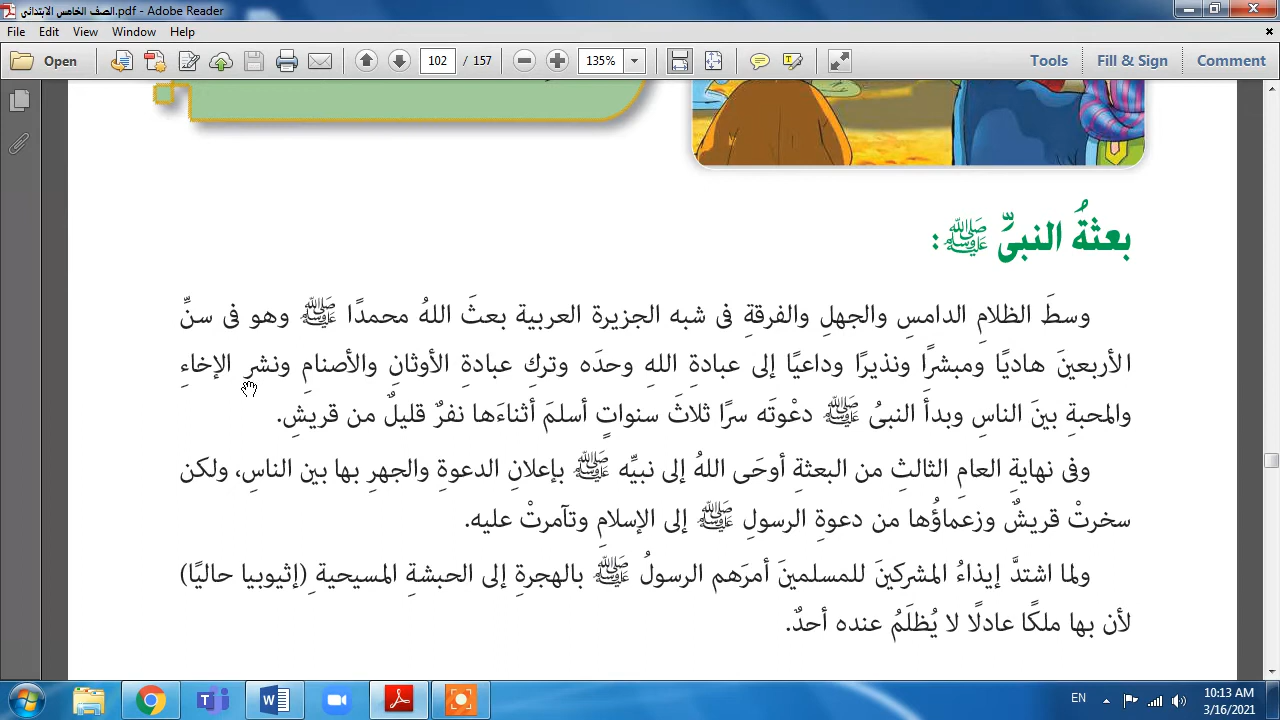 الصف الخامس الابتدائي.pdf - Adobe Reader
File Edit View Window Help
Open 102 / 157 135% Tools Fill & Sign Comment
بعثةُ النبىِّ ﷺ:
وسطَ الظلامِ الدامسِ والجهلِ والفرقةِ فى شبه الجزيرة العربية بعثَ اللهُ محمدًا ﷺ وهو فى سنِّ
الأربعينَ هاديًا ومبشرًا ونذيرًا وداعيًا إلى عبادةِ اللهِ وحدَه وتركِ عبادةِ الأوثانِ والأصنامِ ونشرِ الإخاءِ
والمحبةِ بينَ الناسِ وبدأَ النبىُ ﷺ دعْوتَه سرًا ثلاثَ سنواتٍ أسلمَ أثناءَها نفرٌ قليلٌ من قريشِ.
وفى نهايةِ العامِ الثالثِ من البعثةِ أوحَى اللهُ إلى نبيِّه ﷺ بإعلانِ الدعوةِ والجهرِ بها بين الناسِ، ولكن
سخرتْ قريشٌ وزعماؤُها من دعوةِ الرسولِ ﷺ إلى الإسلامِ وتآمرتْ عليه.
ولما اشتدَّ إيذاءُ المشركينَ للمسلمينَ أمرَهم الرسولُ ﷺ بالهجرةِ إلى الحبشةِ المسيحيةِ (إثيوبيا حاليًا)
لأن بها ملكًا عادلًا لا يُظلَمُ عنده أحدٌ.
EN 10:13 AM
3/16/2021